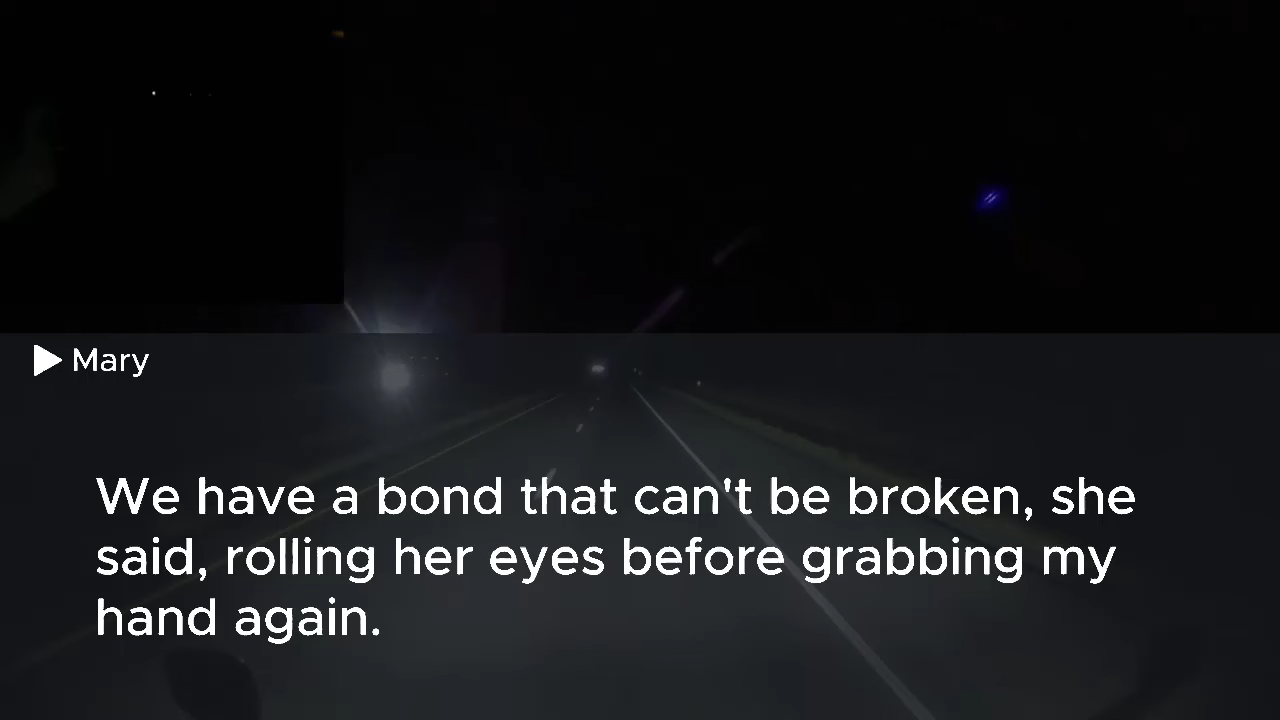 Mary
We have a bond that can't be broken, she
said, rolling her eyes before grabbing my
hand again.